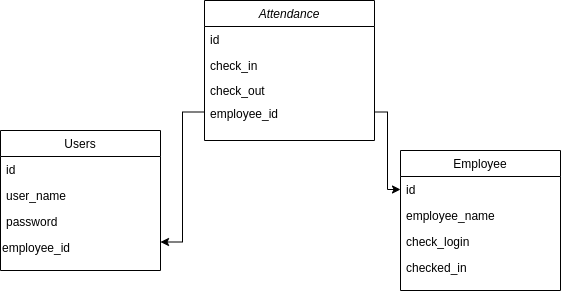 Attendance
id
check_in
check_out
employee_id
Users
id
user_name
password
employee_id
Employee
id
employee_name
check_login
checked_in